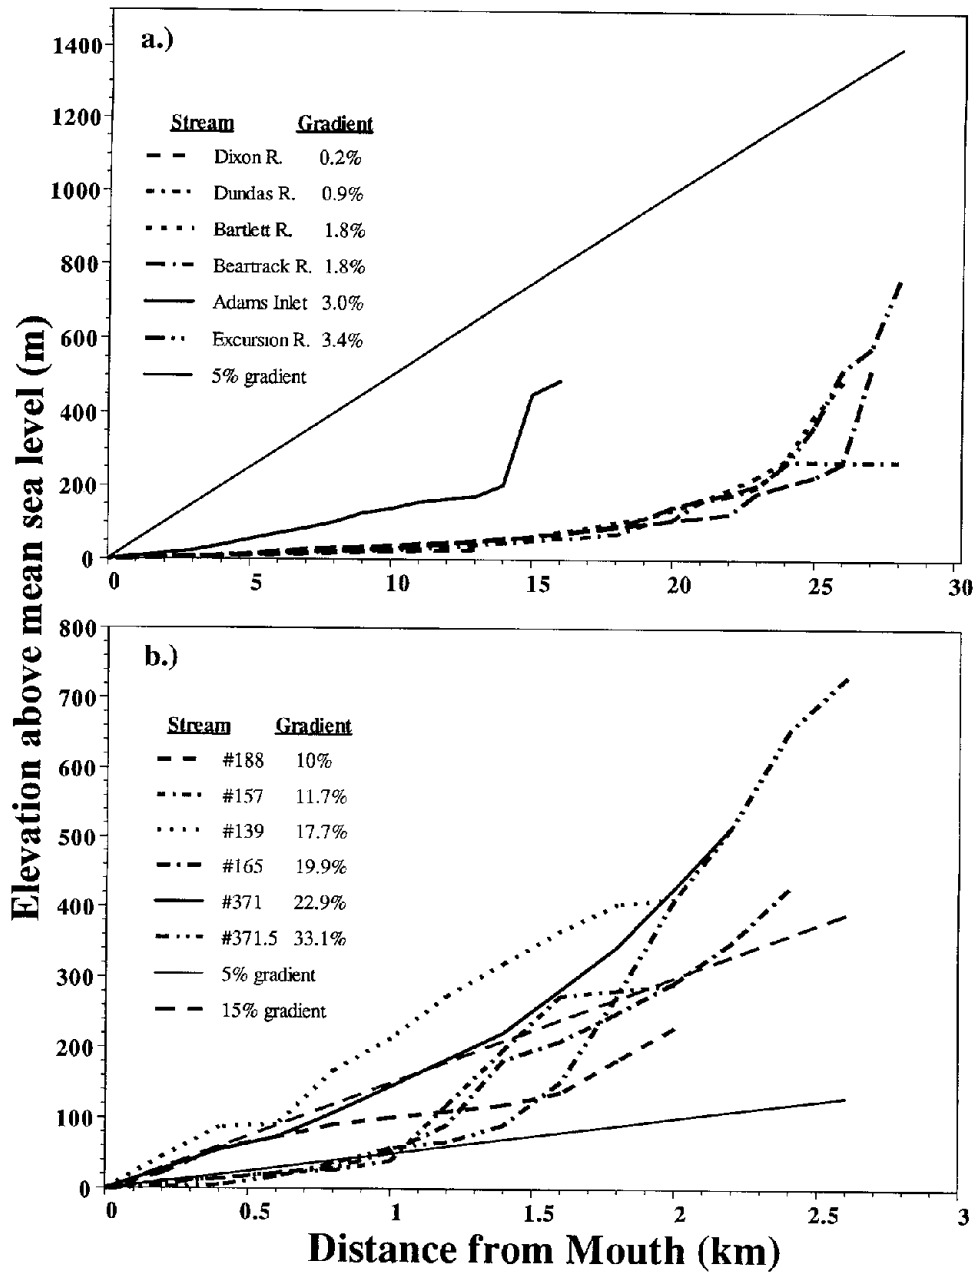 Elevation above mean sea level (m)
a.)
1400
1200
1000
800
600
400
200
0
Stream Gradient
Dixon R. 0.2%
Dundas R. 0.9%
Bartlett R. 1.8%
Beartrack R. 1.8%
Adams Inlet 3.0%
Excursion R. 3.4%
5% gradient
0 5 10 15 20 25 30
b.)
800
700
600
500
400
300
200
100
0
Stream Gradient
#188 10%
#157 11.7%
#139 17.7%
#165 19.9%
#371 22.9%
#371.5 33.1%
5% gradient
15% gradient
0 0.5 1 1.5 2 2.5 3
Distance from Mouth (km)